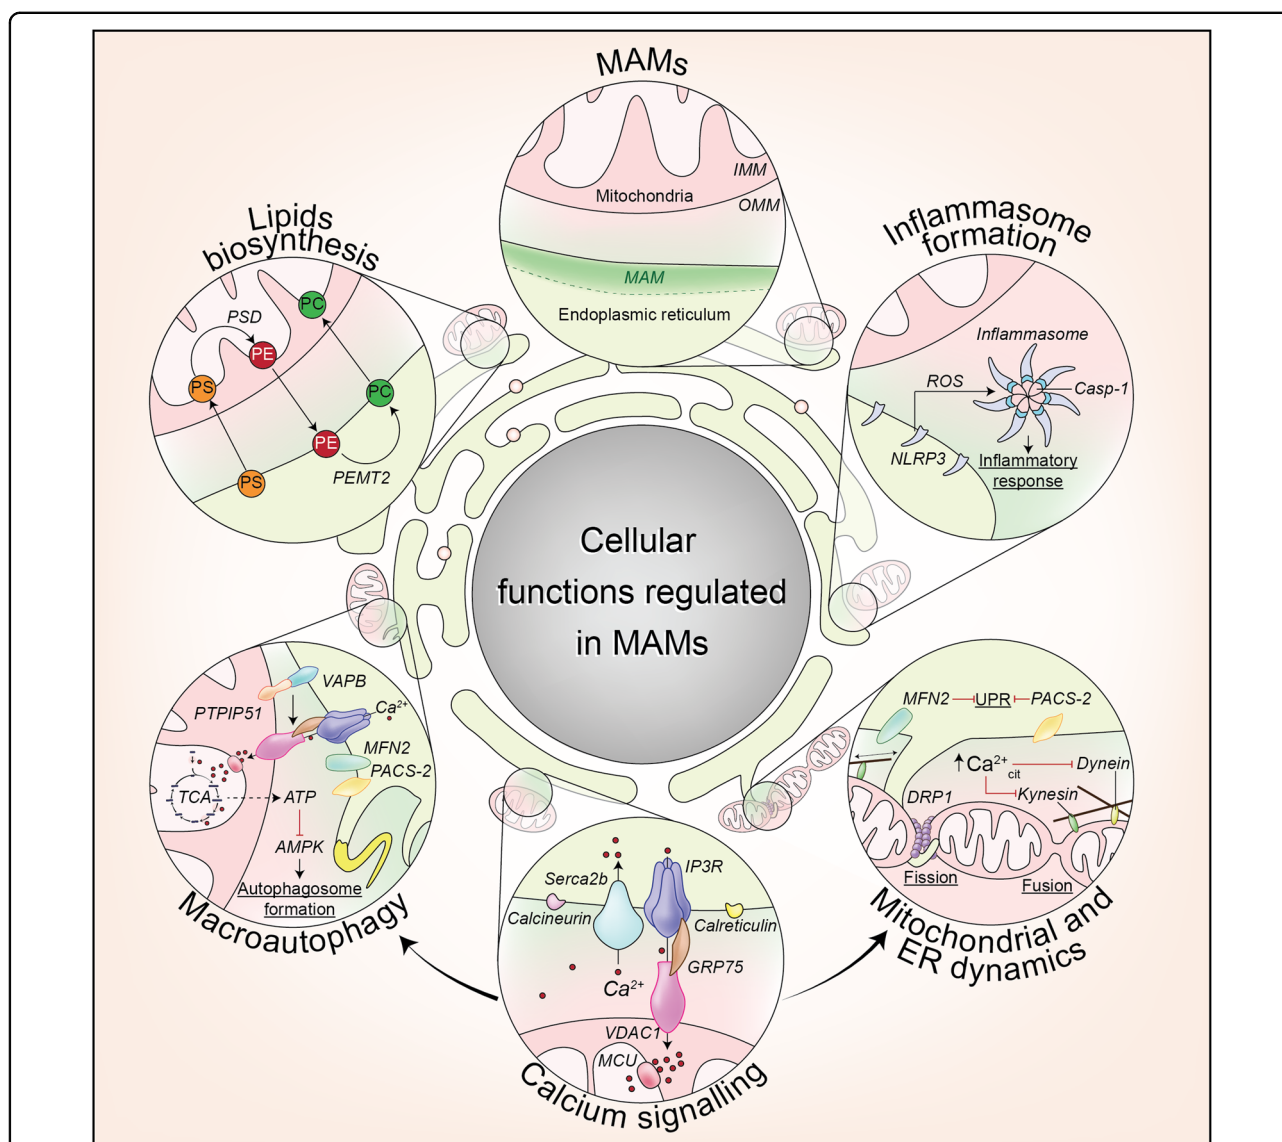 MAMs
IMM
Mitochondria
OMM
MAM
Endoplasmic reticulum
Lipids
biosynthesis
PC
PSD
PE
PS
PC
PE
PEMT2
PS
Inflammasome
formation
Inflammasome
ROS
Casp-1
NLRP3
Inflammatory
response
Cellular
functions regulated
in MAMs
VAPB
PTPIP51
Ca2+
MFN2
PACS-2
TCA
ATP
AMPK
Autophagosome
formation
Macroautophagy
IP3R
Serca2b
Calcineurin
Calreticulin
GRP75
Ca2+
VDAC1
MCU
Calcium signalling
MFN2 UPR PACS-2
Ca2+ cit
Dynein
DRP1
Kynesin
Fission
Fusion
Mitochondrial and
ER dynamics